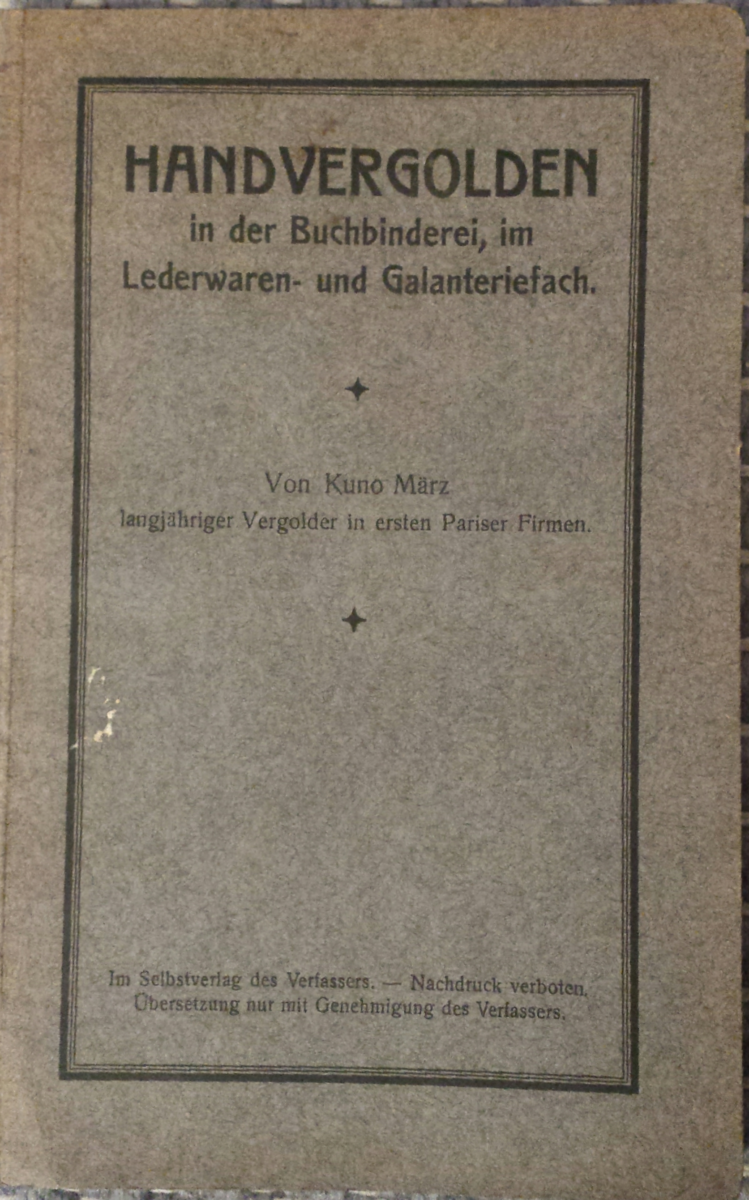 HANDVERGOLDEN
in der Buchbinderei, im
Lederwaren- und Galanteriefach.
Von Kuno März
langjähriger Vergolder in ersten Pariser Firmen.
Im Selbstverlag des Verfassers. — Nachdruck verboten.
Übersetzung nur mit Genehmigung des Verfassers.